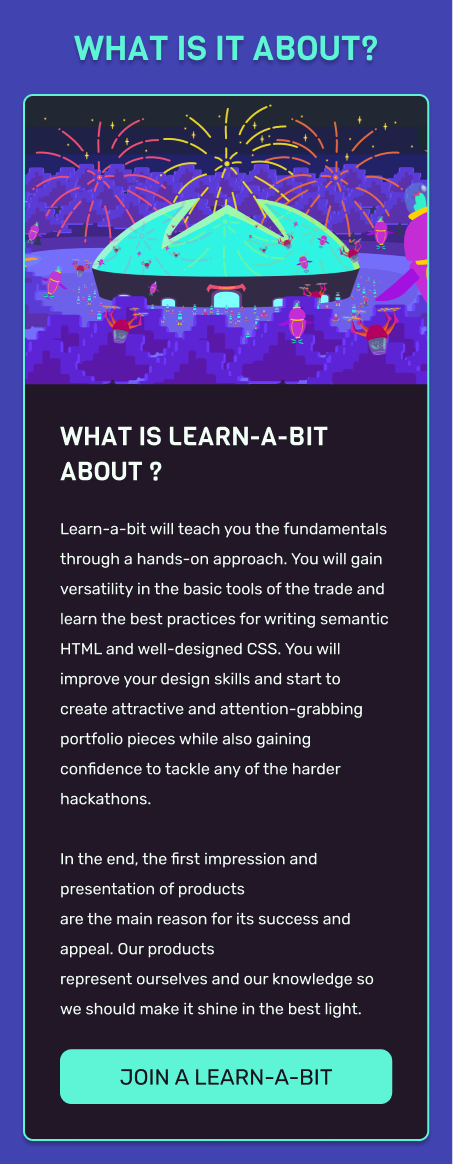 WHAT IS IT ABOUT?
WHAT IS LEARN-A-BIT
ABOUT ?
Learn-a-bit will teach you the fundamentals
through a hands-on approach. You will gain
versatility in the basic tools of the trade and
learn the best practices for writing semantic
HTML and well-designed CSS. You will
improve your design skills and start to
create attractive and attention-grabbing
portfolio pieces while also gaining
confidence to tackle any of the harder
hackathons.
In the end, the first impression and
presentation of products
are the main reason for its success and
appeal. Our products
represent ourselves and our knowledge so
we should make it shine in the best light.
JOIN A LEARN-A-BIT